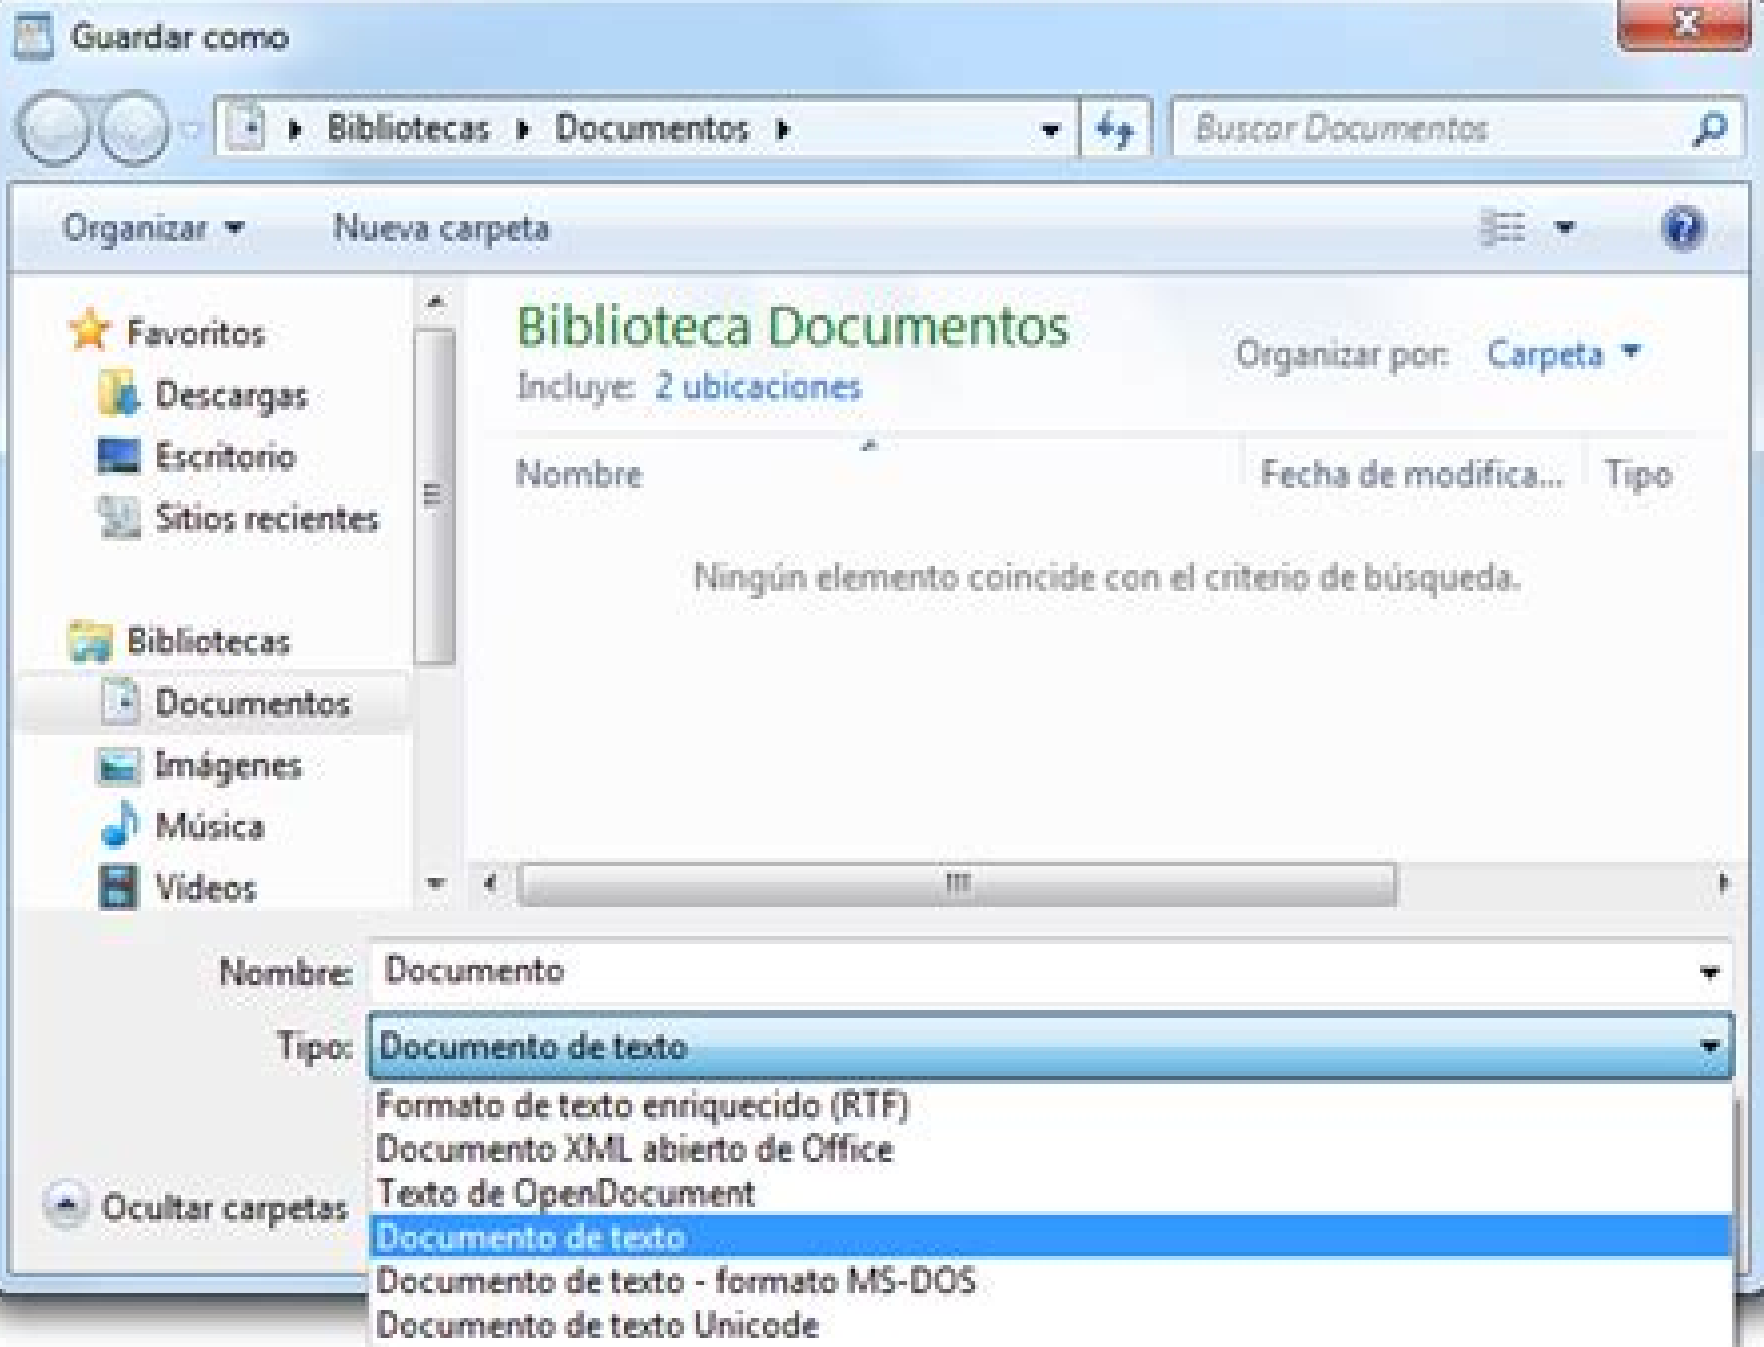 Guardar como
Bibliotecas Documentos
Buscar Documentos
Organizar Nueva carpeta
Favoritos
Descargas
Escritorio
Sitios recientes
Bibliotecas
Documentos
Imágenes
Música
Vídeos
Biblioteca Documentos
Incluye: 2 ubicaciones
Organizar por: Carpeta
Nombre Fecha de modifica... Tipo
Ningún elemento coincide con el criterio de búsqueda.
Nombre: Documento
Tipo: Documento de texto
Formato de texto enriquecido (RTF)
Documento XML abierto de Office
Texto de OpenDocument
Documento de texto
Documento de texto - formato MS-DOS
Documento de texto Unicode
Ocultar carpetas